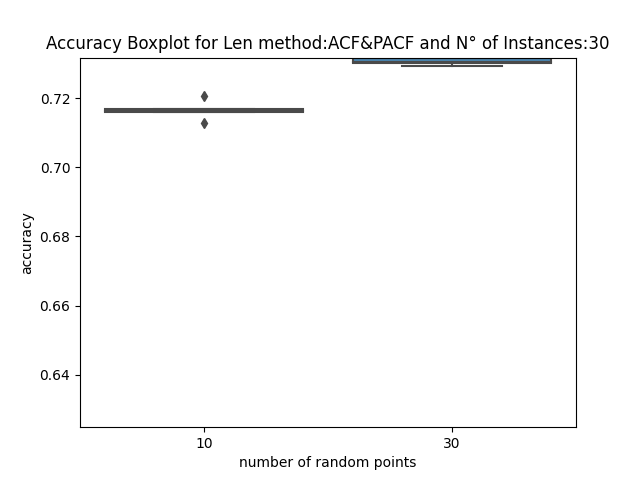 Accuracy Boxplot for Len method:ACF&PACF and N° of Instances:30
0.72
0.70
0.68
0.66
0.64
accuracy
10 30
number of random points